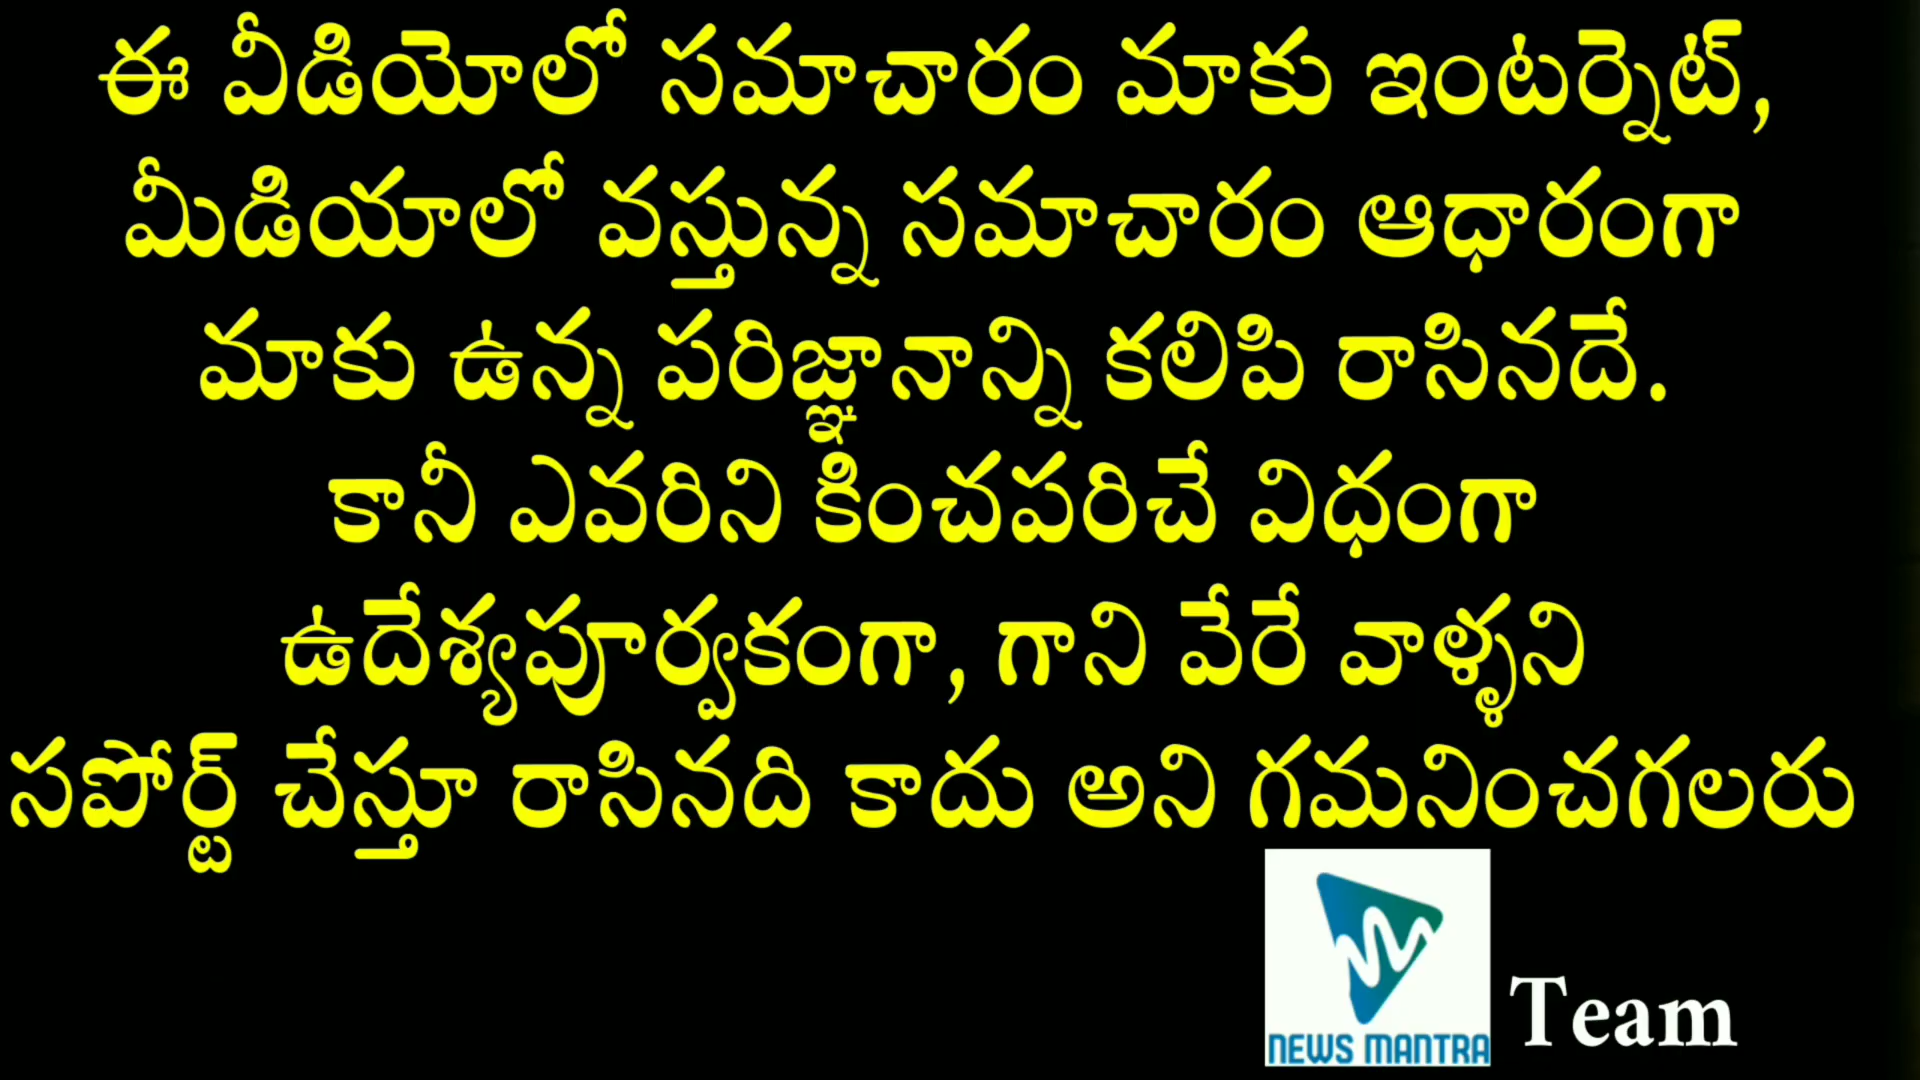 ఈ వీడియోలో సమాచారం మాకు ఇంటర్నెట్,
మీడియాలో వస్తున్న సమాచారం ఆధారంగా
మాకు ఉన్న పరిజ్ఞానాన్ని కలిపి రాసినదే.
కానీ ఎవరిని కించపరిచే విధంగా
ఉదేశ్యపూర్వకంగా, గాని వేరే వాళ్ళని
సపోర్ట్ చేస్తూ రాసినది కాదు అని గమనించగలరు
NEWS MANTRA Team